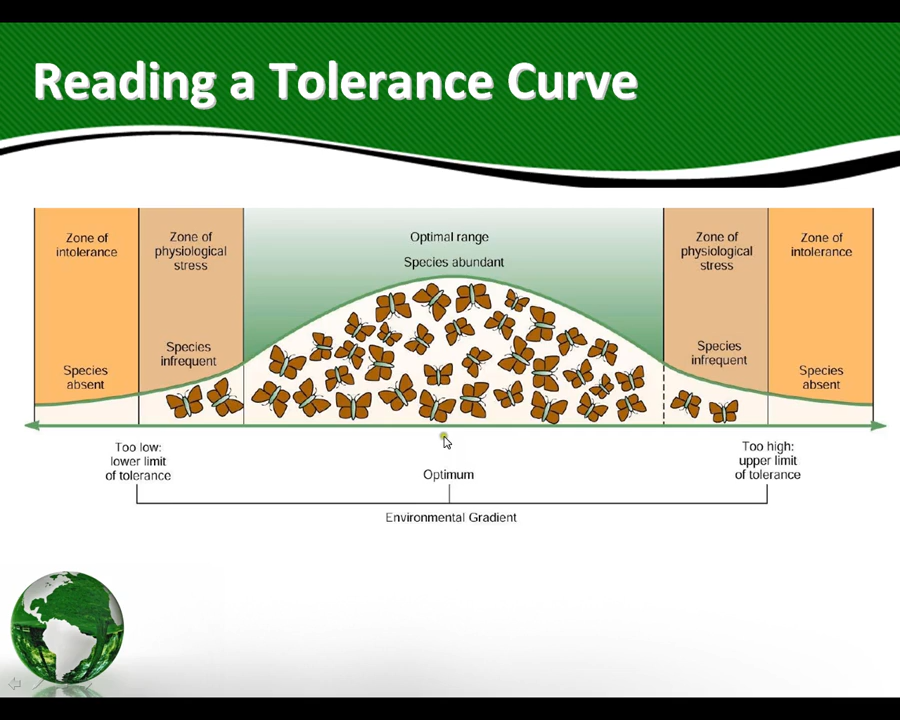 Reading a Tolerance Curve
Zone of
intolerance
Zone of
physiological
stress
Optimal range
Species abundant
Zone of
physiological
stress
Zone of
intolerance
Species
absent
Species
infrequent
Species
infrequent
Species
absent
Too low:
lower limit
of tolerance
Optimum
Too high:
upper limit
of tolerance
Environmental Gradient